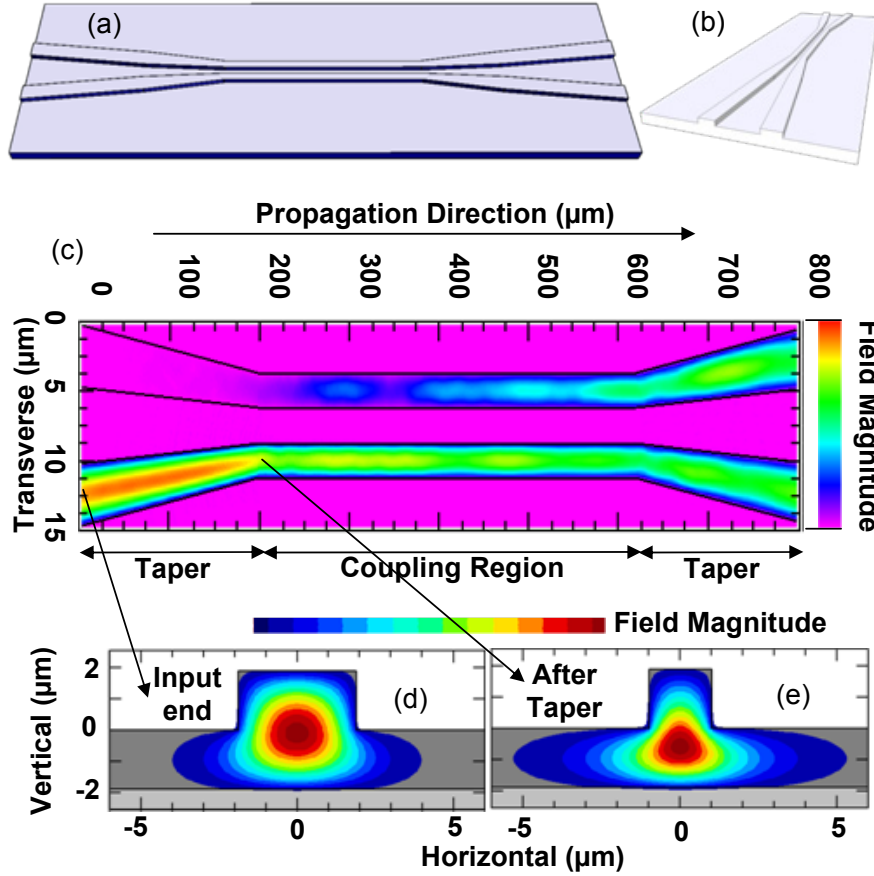 (a)
(b)
Propagation Direction (µm)
(c)
0 100 200 300 400 500 600 700 800
Transverse (µm)
0
5
10
15
Field Magnitude
Taper Coupling Region Taper
Field Magnitude
Input end
(d)
After Taper
(e)
Vertical (µm)
2
0
-2
-5 0 5 -5 0 5
Horizontal (µm)